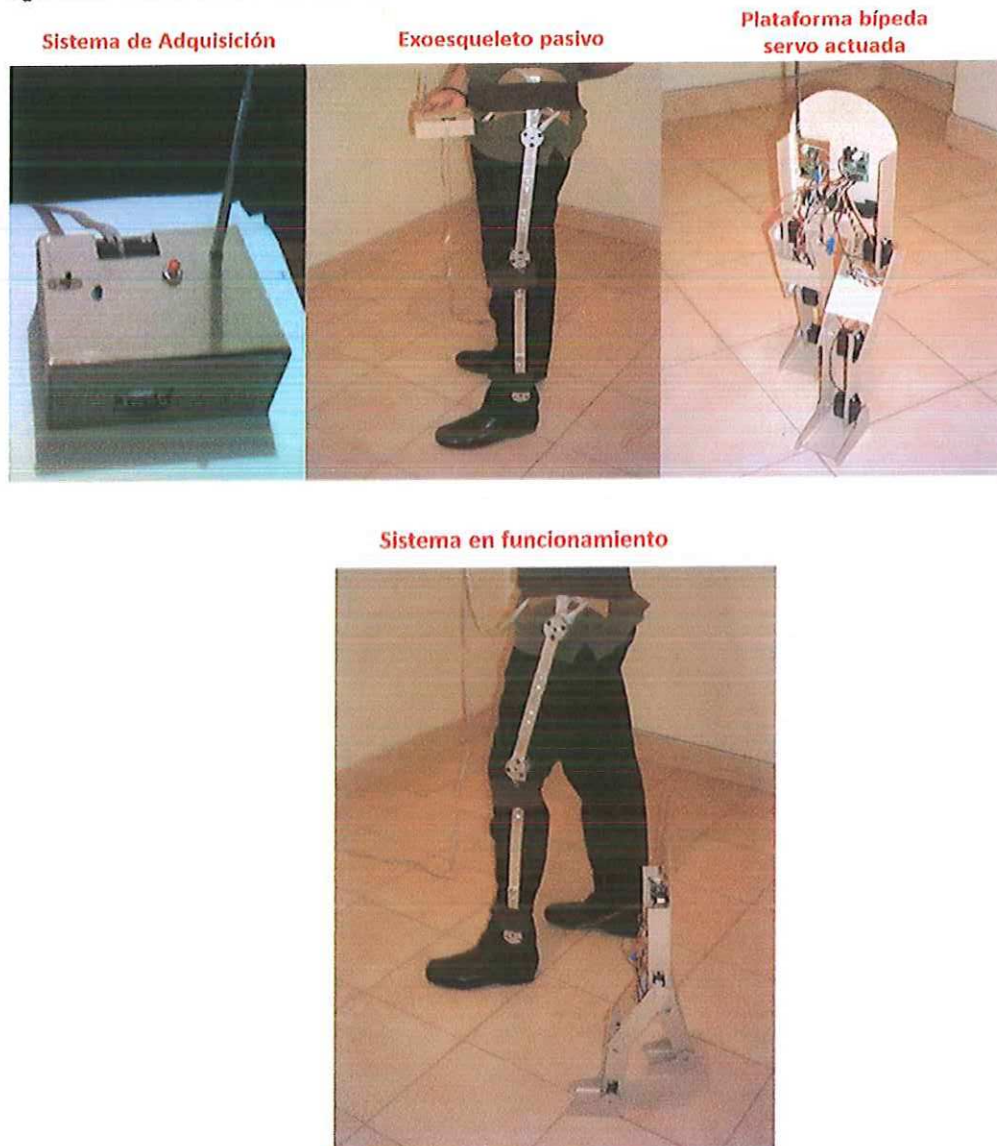 Sistema de Adquisición
Exoesqueleto pasivo
Plataforma bípeda
servo actuada
Sistema en funcionamiento